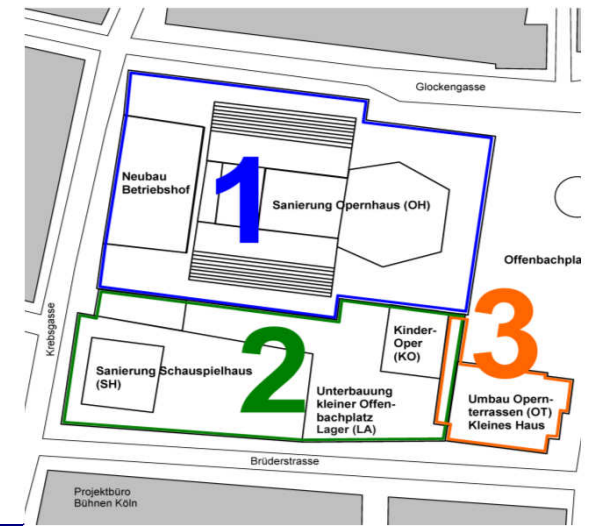 Glockengasse
Neubau
Betriebshof
1
Sanierung Opernhaus (OH)
Offenbachpla
Krebsgasse
2
3
Kinder-
Oper
(KO)
Sanierung Schauspielhaus
(SH)
Unterbauung
kleiner Offen-
bachplatz
Lager (LA)
Umbau Opern-
terrassen (OT)
Kleines Haus
Brüderstrasse
Projektbüro
Bühnen Köln